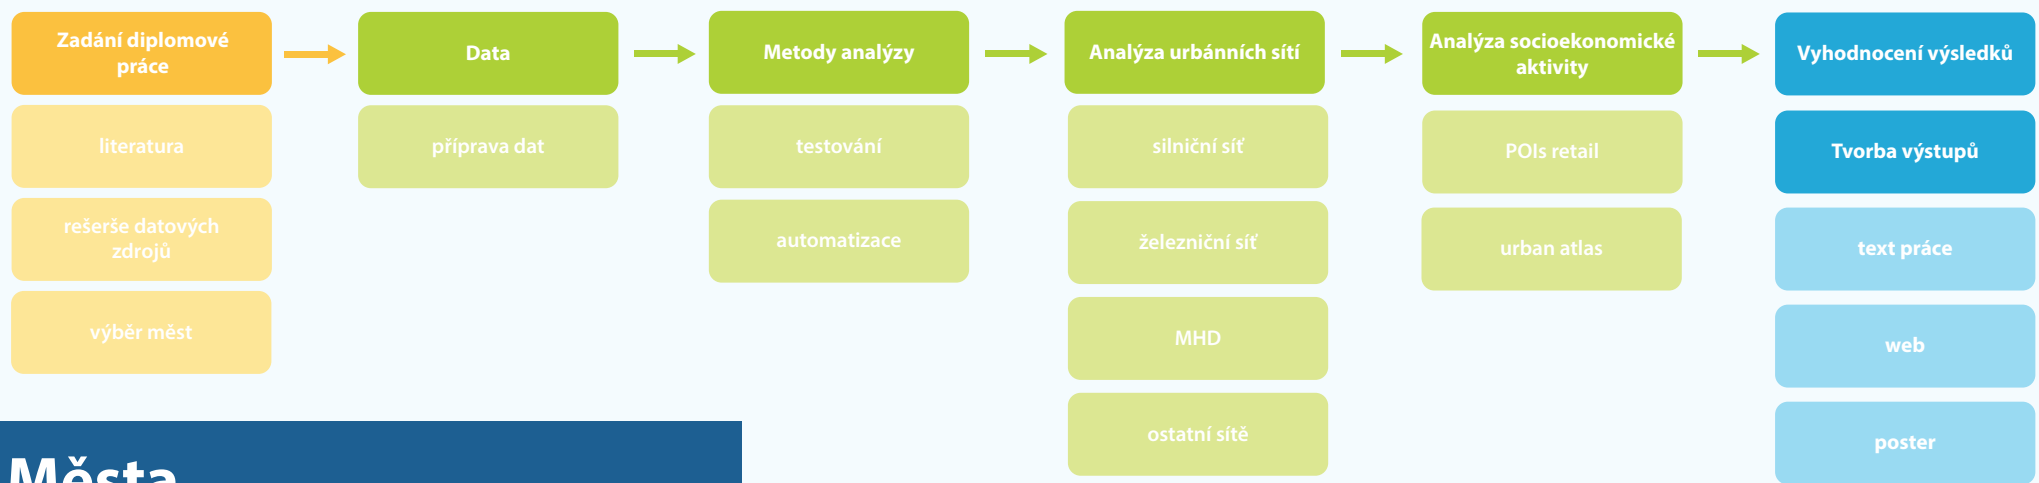 Zadání diplomové
práce
literatura
rešerše datových
zdrojů
výběr měst
Data
příprava dat
Metody analýzy
testování
automatizace
Analýza urbánních sítí
silniční síť
železniční síť
MHD
ostatní sítě
Analýza socioekonomické
aktivity
POIs retail
urban atlas
Vyhodnocení výsledků
Tvorba výstupů
text práce
web
poster
Města